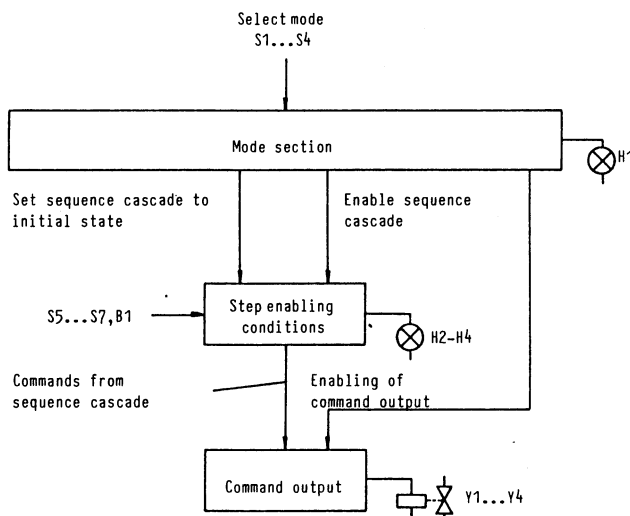 Select mode
S1...S4
Mode section
H1
Set sequence cascade to
initial state
Enable sequence
cascade
S5...S7,B1
Step enabling
conditions
H2-H4
Commands from
sequence cascade
Enabling of
command output
Command output
Y1...Y4